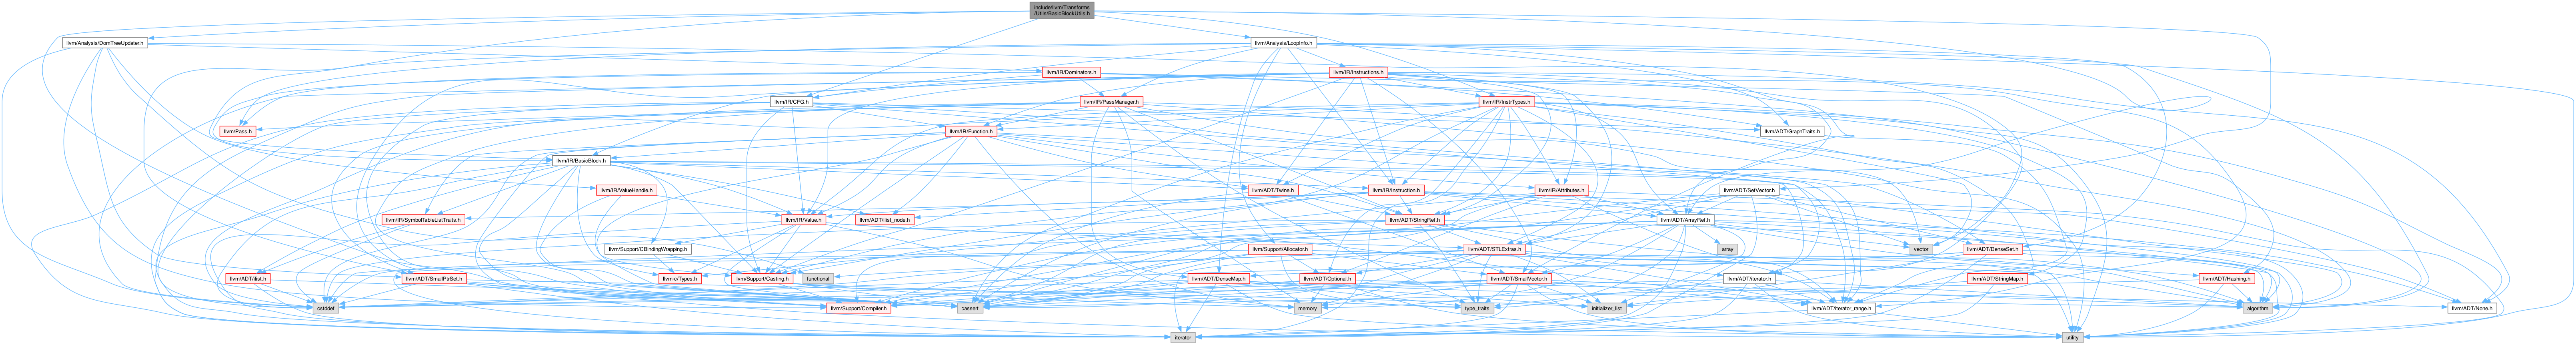 include/llvm/Transforms
/Utils/BasicBlockUtils.h
llvm/Analysis/DomTreeUpdater.h
llvm/Analysis/LoopInfo.h
llvm/IR/Dominators.h
llvm/IR/Instructions.h
llvm/IR/CFG.h
llvm/IR/PassManager.h
llvm/IR/InstrTypes.h
llvm/Pass.h
llvm/IR/Function.h
llvm/ADT/GraphTraits.h
llvm/IR/BasicBlock.h
llvm/IR/ValueHandle.h
llvm/ADT/Twine.h
llvm/IR/Instruction.h
llvm/IR/Attributes.h
llvm/ADT/SetVector.h
llvm/IR/SymbolTableListTraits.h
llvm/IR/Value.h
llvm/ADT/ilist_node.h
llvm/ADT/StringRef.h
llvm/ADT/ArrayRef.h
llvm/Support/CBindingWrapping.h
llvm/Support/Allocator.h
llvm/ADT/STLExtras.h
array
vector
llvm/ADT/DenseSet.h
llvm/ADT/ilist.h
llvm/ADT/SmallPtrSet.h
llvm-c/Types.h
llvm/Support/Casting.h
functional
llvm/ADT/DenseMap.h
llvm/ADT/Optional.h
llvm/ADT/SmallVector.h
llvm/ADT/iterator.h
llvm/ADT/StringMap.h
llvm/ADT/Hashing.h
cstddef
llvm/Support/Compiler.h
cassert
memory
type_traits
initializer_list
llvm/ADT/iterator_range.h
algorithm
llvm/ADT/None.h
iterator
utility